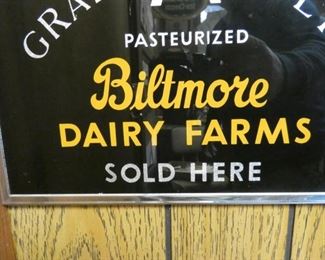 PASTEURIZED
Biltmore
DAIRY FARMS
SOLD HERE